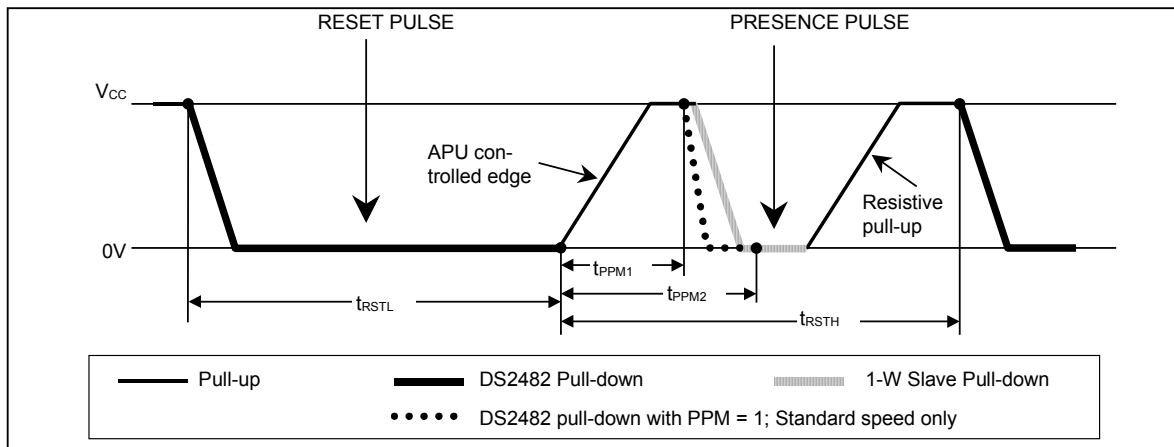 RESET PULSE
PRESENCE PULSE
VCC
APU con-
trolled edge
Resistive
pull-up
0V
tPPM1
tPPM2
tRSTL
tRSTH
Pull-up
DS2482 Pull-down
1-W Slave Pull-down
DS2482 pull-down with PPM = 1; Standard speed only